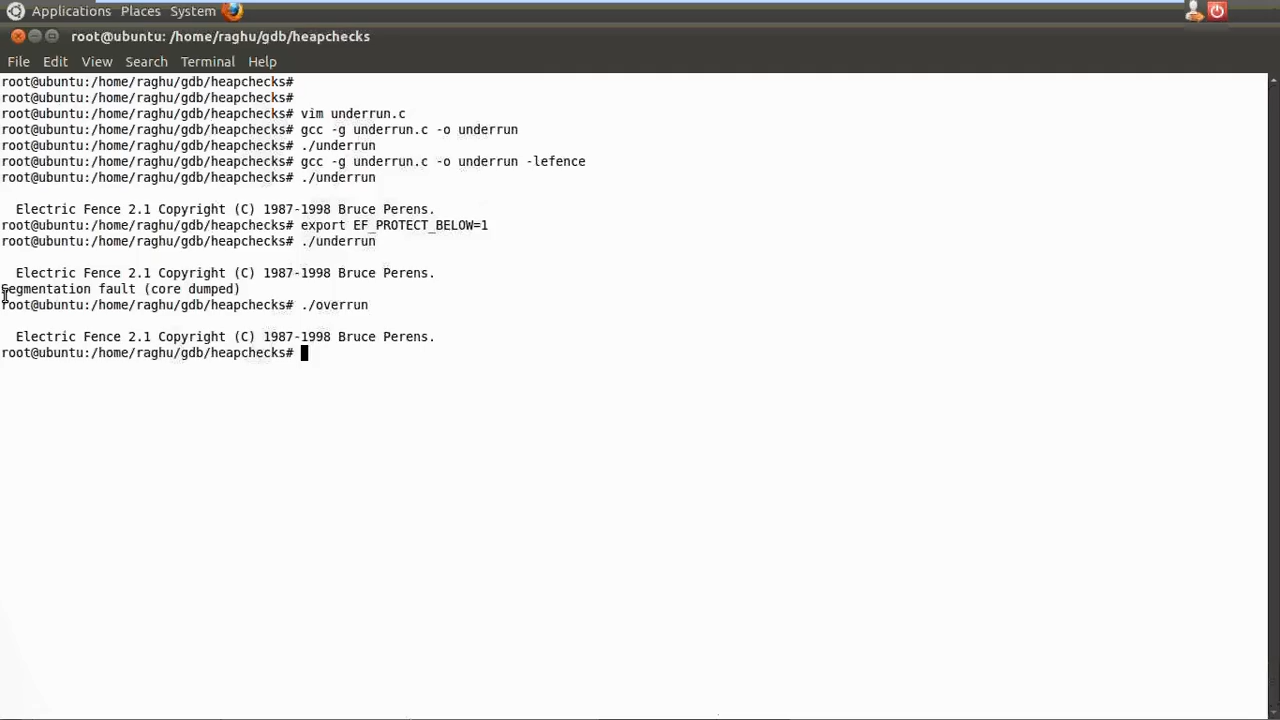 Applications Places System
root@ubuntu: /home/raghu/gdb/heapchecks
File Edit View Search Terminal Help
root@ubuntu:/home/raghu/gdb/heapchecks#
root@ubuntu:/home/raghu/gdb/heapchecks#
root@ubuntu:/home/raghu/gdb/heapchecks# vim underrun.c
root@ubuntu:/home/raghu/gdb/heapchecks# gcc -g underrun.c -o underrun
root@ubuntu:/home/raghu/gdb/heapchecks# ./underrun
root@ubuntu:/home/raghu/gdb/heapchecks# gcc -g underrun.c -o underrun -lefence
root@ubuntu:/home/raghu/gdb/heapchecks# ./underrun
Electric Fence 2.1 Copyright (C) 1987-1998 Bruce Perens.
root@ubuntu:/home/raghu/gdb/heapchecks# export EF_PROTECT_BELOW=1
root@ubuntu:/home/raghu/gdb/heapchecks# ./underrun
Electric Fence 2.1 Copyright (C) 1987-1998 Bruce Perens.
Segmentation fault (core dumped)
root@ubuntu:/home/raghu/gdb/heapchecks# ./overrun
Electric Fence 2.1 Copyright (C) 1987-1998 Bruce Perens.
root@ubuntu:/home/raghu/gdb/heapchecks#